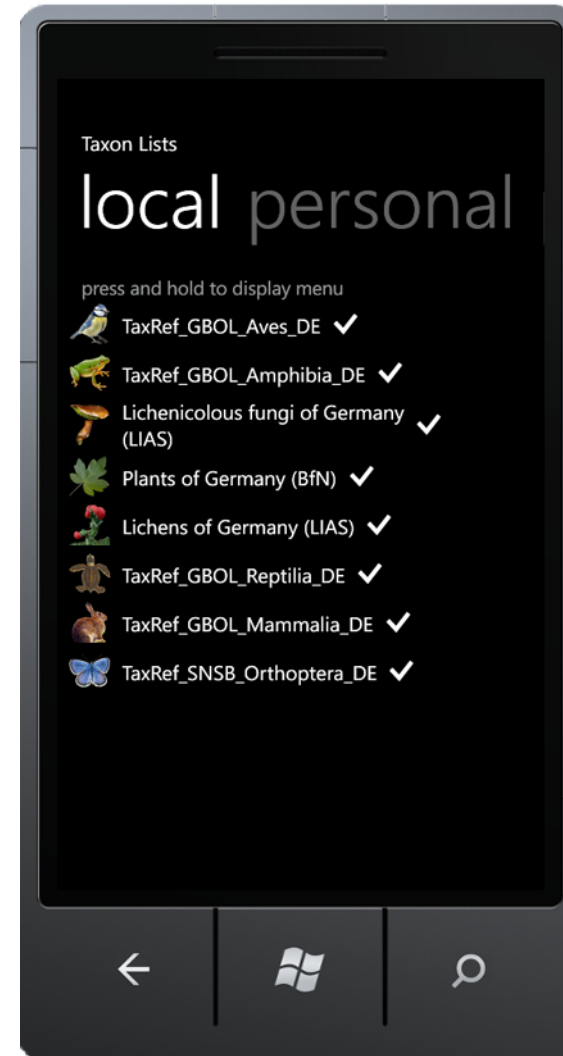 Taxon Lists
local personal
press and hold to display menu
TaxRef_GBOL_Aves_DE
TaxRef_GBOL_Amphibia_DE
Lichenicolous fungi of Germany
(LIAS)
Plants of Germany (BfN)
Lichens of Germany (LIAS)
TaxRef_GBOL_Reptilia_DE
TaxRef_GBOL_Mammalia_DE
TaxRef_SNSB_Orthoptera_DE